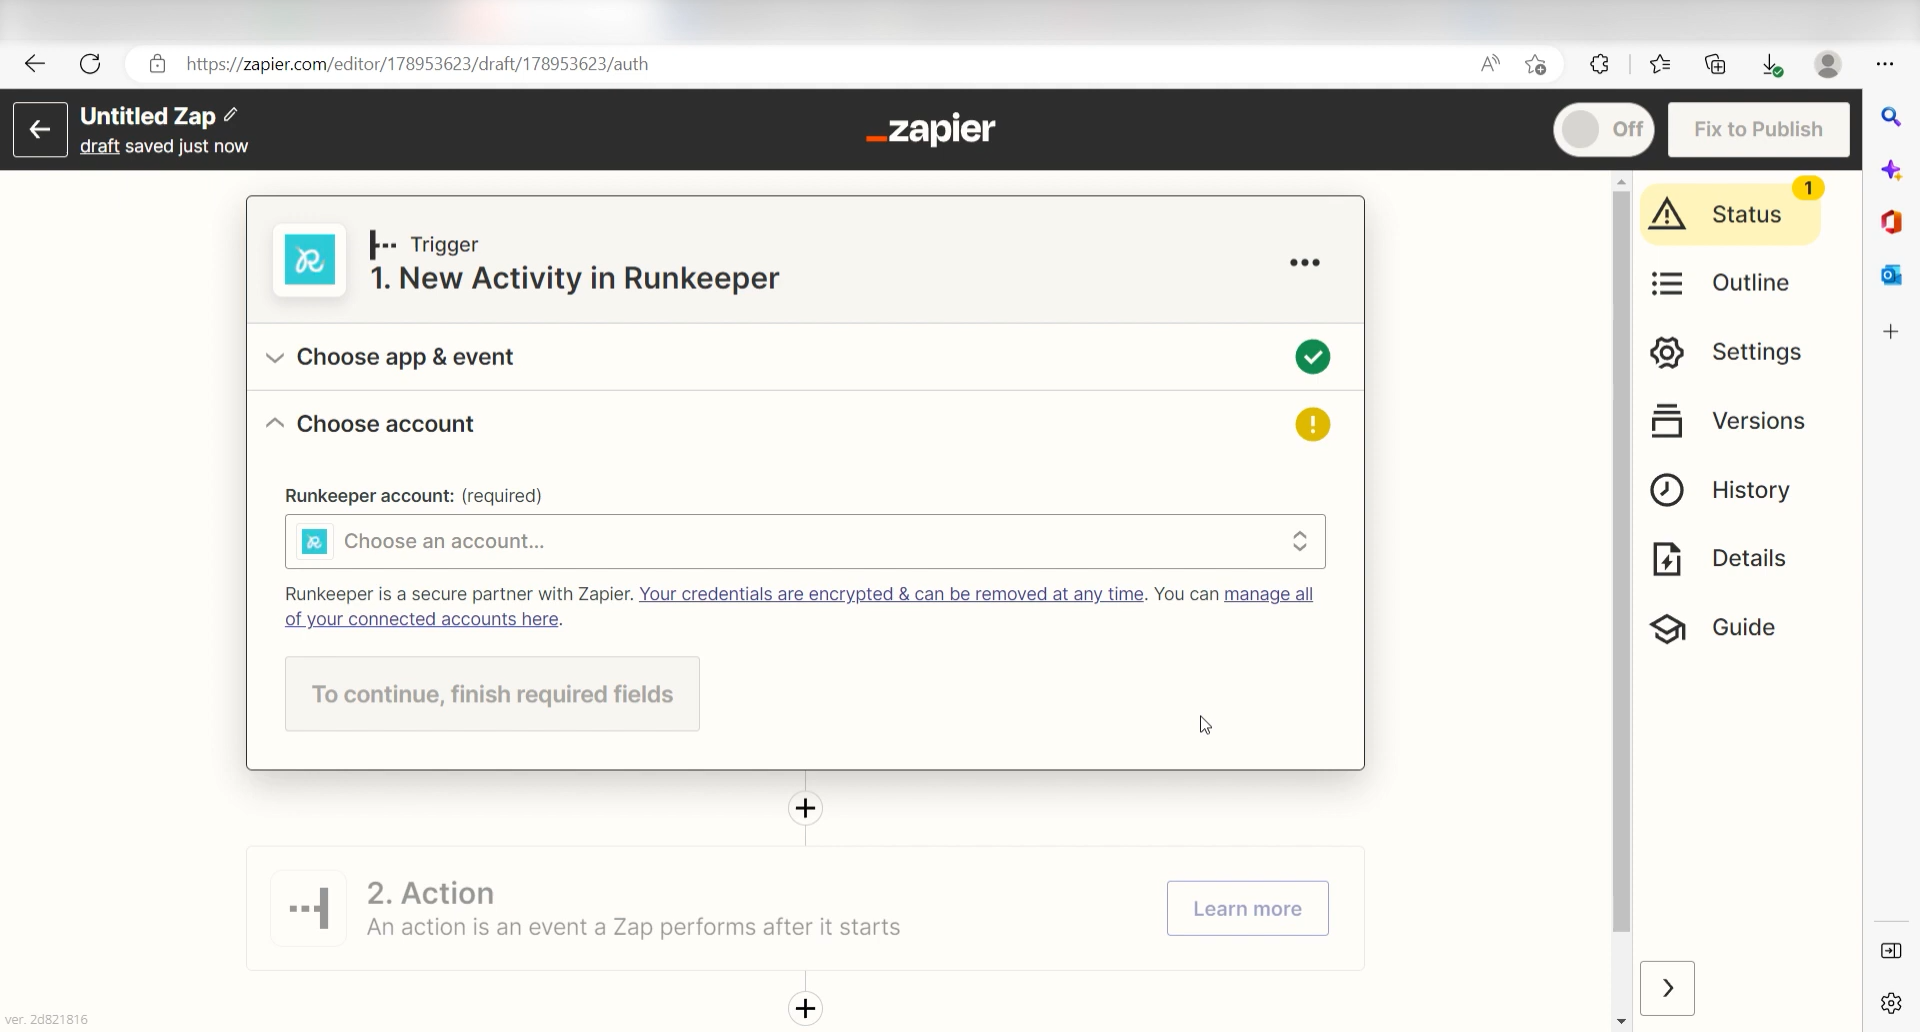 https://zapier.com/editor/178953623/draft/178953623/auth
Untitled Zap
draft saved just now
_zapier
Off
Fix to Publish
Trigger
1. New Activity in Runkeeper
Choose app & event
Choose account
Runkeeper account: (required)
Choose an account...
Runkeeper is a secure partner with Zapier. Your credentials are encrypted & can be removed at any time. You can manage all
of your connected accounts here.
To continue, finish required fields
2. Action
An action is an event a Zap performs after it starts
Learn more
1
Status
Outline
Settings
Versions
History
Details
Guide
ver. 2d821816